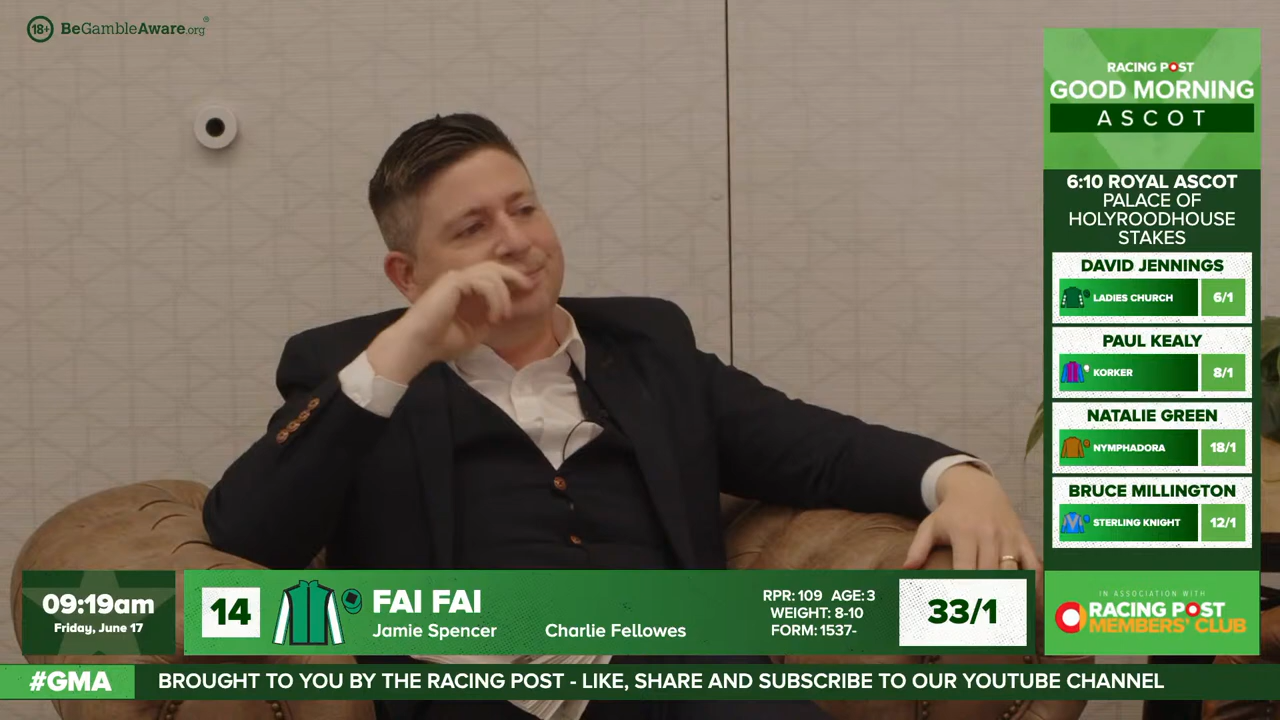 18+ BeGambleAware.org®
RACING POST
GOOD MORNING
ASCOT
6:10 ROYAL ASCOT
PALACE OF
HOLYROODHOUSE
STAKES
DAVID JENNINGS
LADIES CHURCH 6/1
PAUL KEALY
KORKER 8/1
NATALIE GREEN
NYMPHADORA 18/1
BRUCE MILLINGTON
STERLING KNIGHT 12/1
09:19am
Friday, June 17
14
FAI FAI
Jamie Spencer Charlie Fellowes
RPR: 109 AGE: 3
WEIGHT: 8-10
FORM: 1537-
33/1
IN ASSOCIATION WITH
RACING POST
MEMBERS' CLUB
#GMA
BROUGHT TO YOU BY THE RACING POST - LIKE, SHARE AND SUBSCRIBE TO OUR YOUTUBE CHANNEL